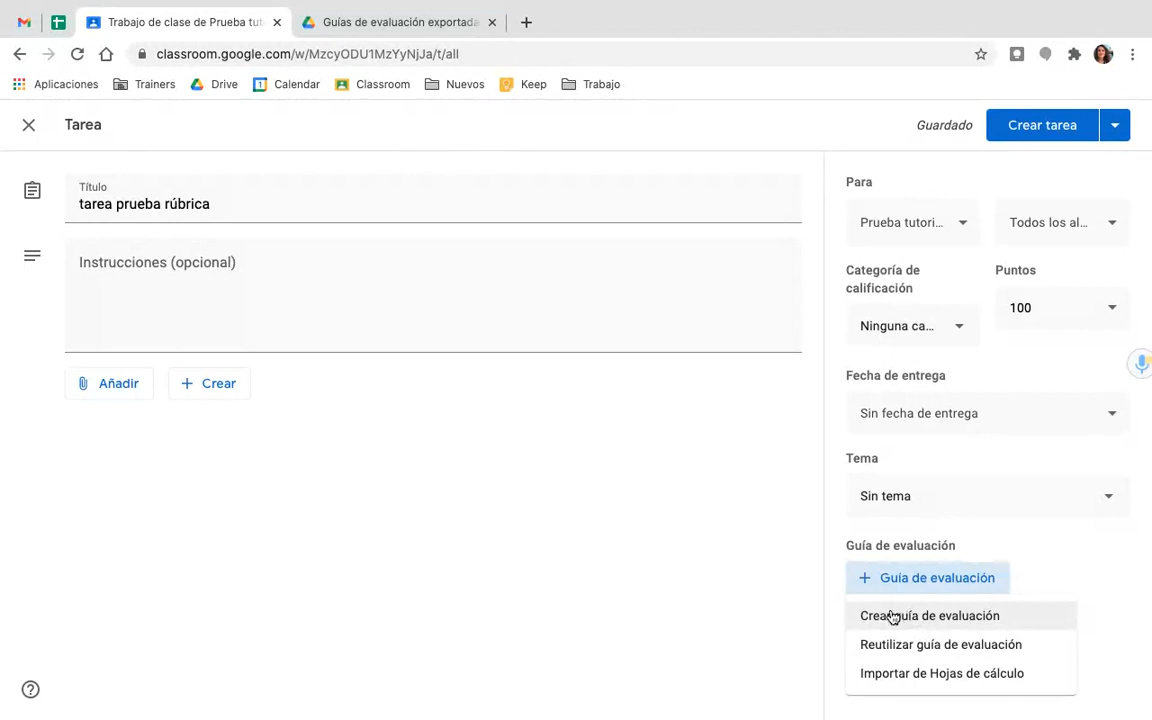 Trabajo de clase de Prueba tut
Guías de evaluación exportada
classroom.google.com/w/MzcyODU1MzYyNjJa/t/all
Aplicaciones
Trainers
Drive
Calendar
Classroom
Nuevos
Keep
Trabajo
Tarea
Guardado
Crear tarea
Título
tarea prueba rúbrica
Instrucciones (opcional)
Añadir
Crear
Para
Prueba tutori...
Todos los al...
Categoría de
calificación
Puntos
Ninguna ca...
100
Fecha de entrega
Sin fecha de entrega
Tema
Sin tema
Guía de evaluación
Guía de evaluación
Crear guía de evaluación
Reutilizar guía de evaluación
Importar de Hojas de cálculo